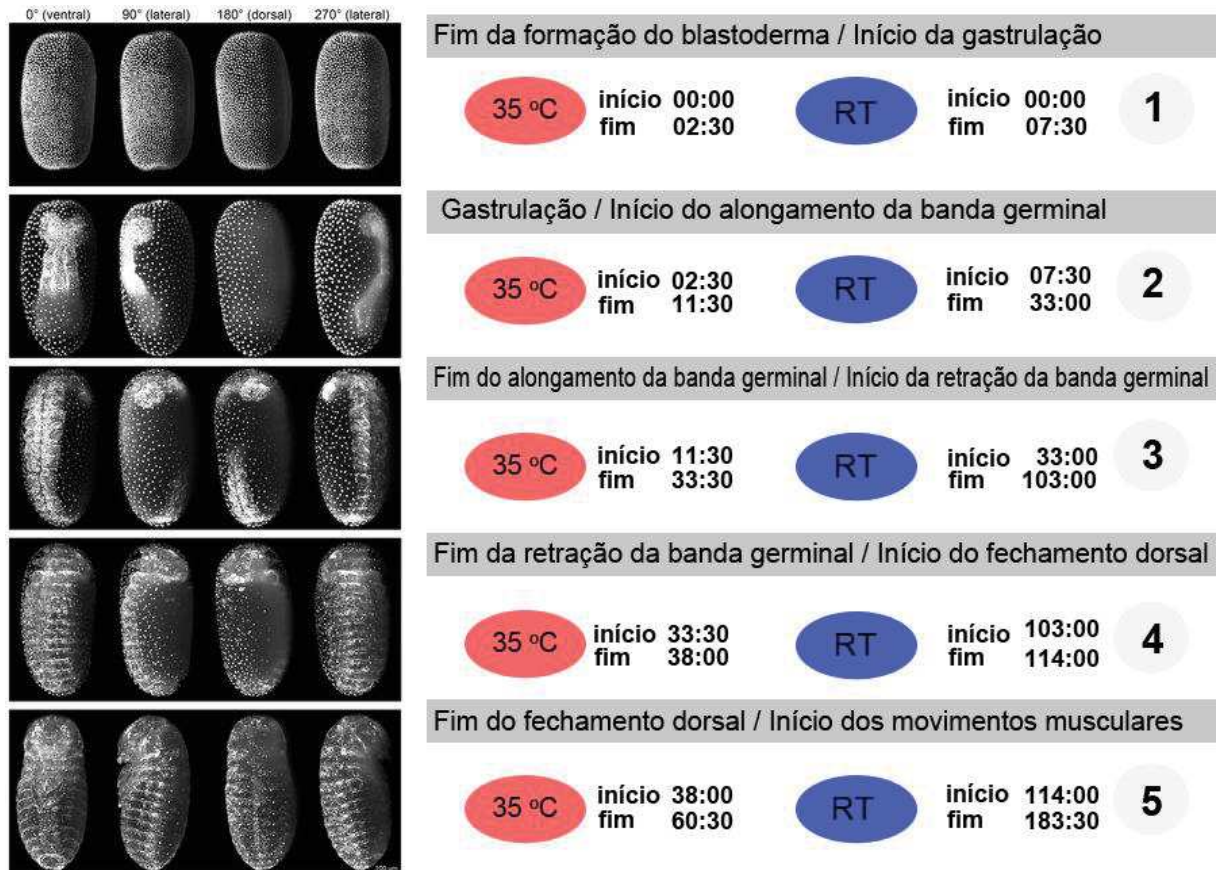 0° (ventral) 90° (lateral) 180° (dorsal) 270° (lateral)
Fim da formação do blastoderma / Início da gastrulação
35 ºC início 00:00 RT início 00:00 1
fim 02:30 fim 07:30
Gastrulação / Início do alongamento da banda germinal
35 ºC início 02:30 RT início 07:30 2
fim 11:30 fim 33:00
Fim do alongamento da banda germinal / Início da retração da banda germinal
35 ºC início 11:30 RT início 33:00 3
fim 33:30 fim 103:00
Fim da retração da banda germinal / Início do fechamento dorsal
35 ºC início 33:30 RT início 103:00 4
fim 38:00 fim 114:00
Fim do fechamento dorsal / Início dos movimentos musculares
35 ºC início 38:00 RT início 114:00 5
fim 60:30 fim 183:30